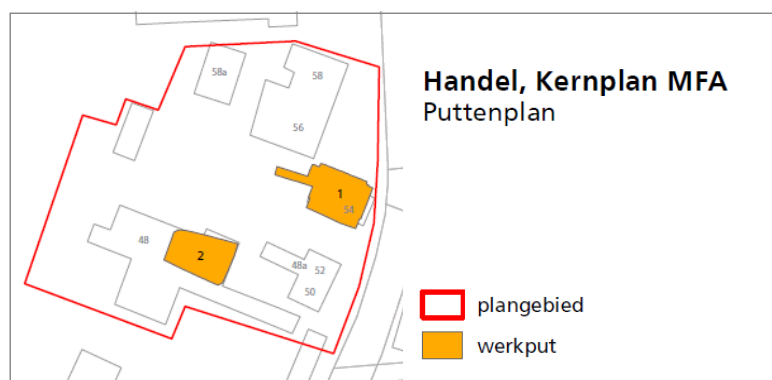 Handel, Kernplan MFA
Puttenplan
58a
58
56
1
54
48
2
48a
52
50
plangebied
werkput